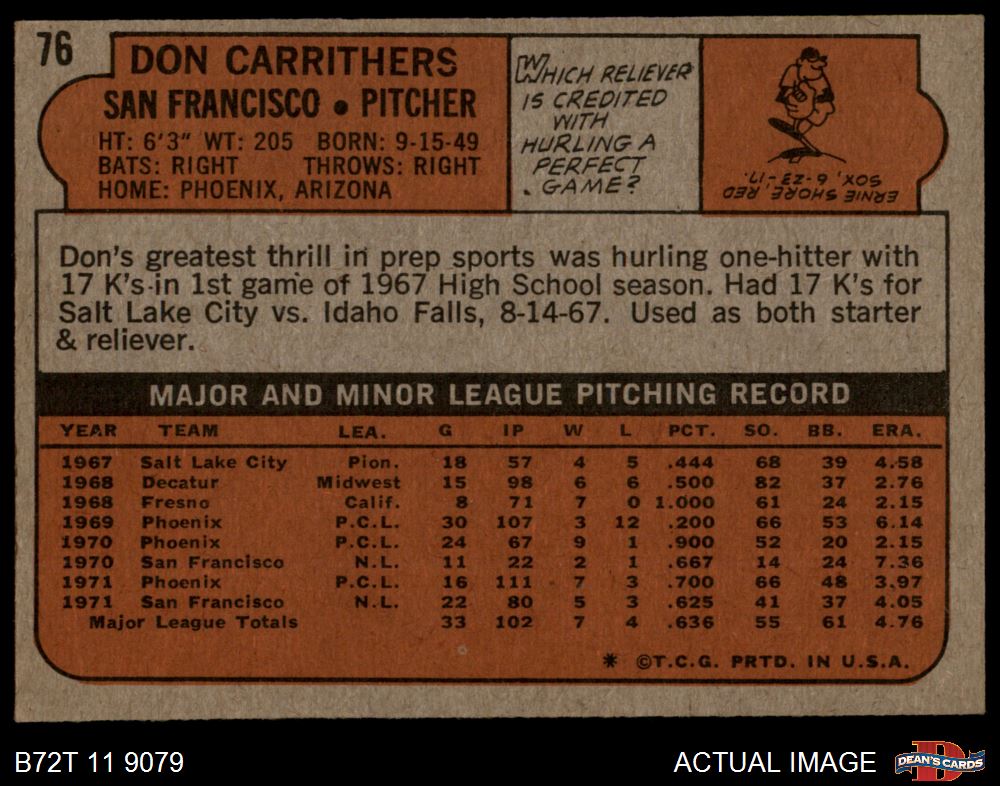 76
DON CARRITHERS
SAN FRANCISCO • PITCHER
HT: 6'3" WT: 205 BORN: 9-15-49
BATS: RIGHT THROWS: RIGHT
HOME: PHOENIX, ARIZONA
WHICH RELIEVER
IS CREDITED
WITH
HURLING A
PERFECT
GAME?
ERNIE SHORE, RED
SOX, 6-23-17.
Don's greatest thrill in prep sports was hurling one-hitter with
17 K's in 1st game of 1967 High School season. Had 17 K's for
Salt Lake City vs. Idaho Falls, 8-14-67. Used as both starter
& reliever.
MAJOR AND MINOR LEAGUE PITCHING RECORD
YEAR TEAM LEA. G IP W L PCT. SO. BB. ERA.
1967 Salt Lake City Pion. 18 57 4 5 .444 68 39 4.58
1968 Decatur Midwest 15 98 6 6 .500 82 37 2.76
1968 Fresno Calif. 8 71 7 0 1.000 61 24 2.15
1969 Phoenix P.C.L. 30 107 3 12 .200 66 53 6.14
1970 Phoenix P.C.L. 24 67 9 1 .900 52 20 2.15
1970 San Francisco N.L. 11 22 2 1 .667 14 24 7.36
1971 Phoenix P.C.L. 16 111 7 3 .700 66 48 3.97
1971 San Francisco N.L. 22 80 5 3 .625 41 37 4.05
Major League Totals 33 102 7 4 .636 55 61 4.76
* ©T.C.G. PRTD. IN U.S.A.
B72T 11 9079
ACTUAL IMAGE
D
DEAN'S CARDS